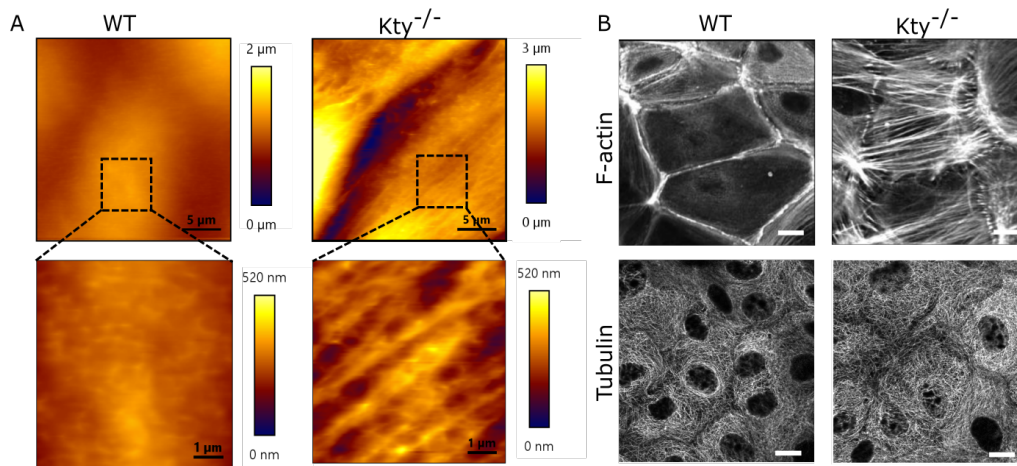 A
WT
Kty-/-
2 µm
0 µm
5 µm
3 µm
0 µm
5 µm
520 nm
0 nm
1 µm
520 nm
0 nm
1 µm
B
WT
Kty-/-
F-actin
Tubulin